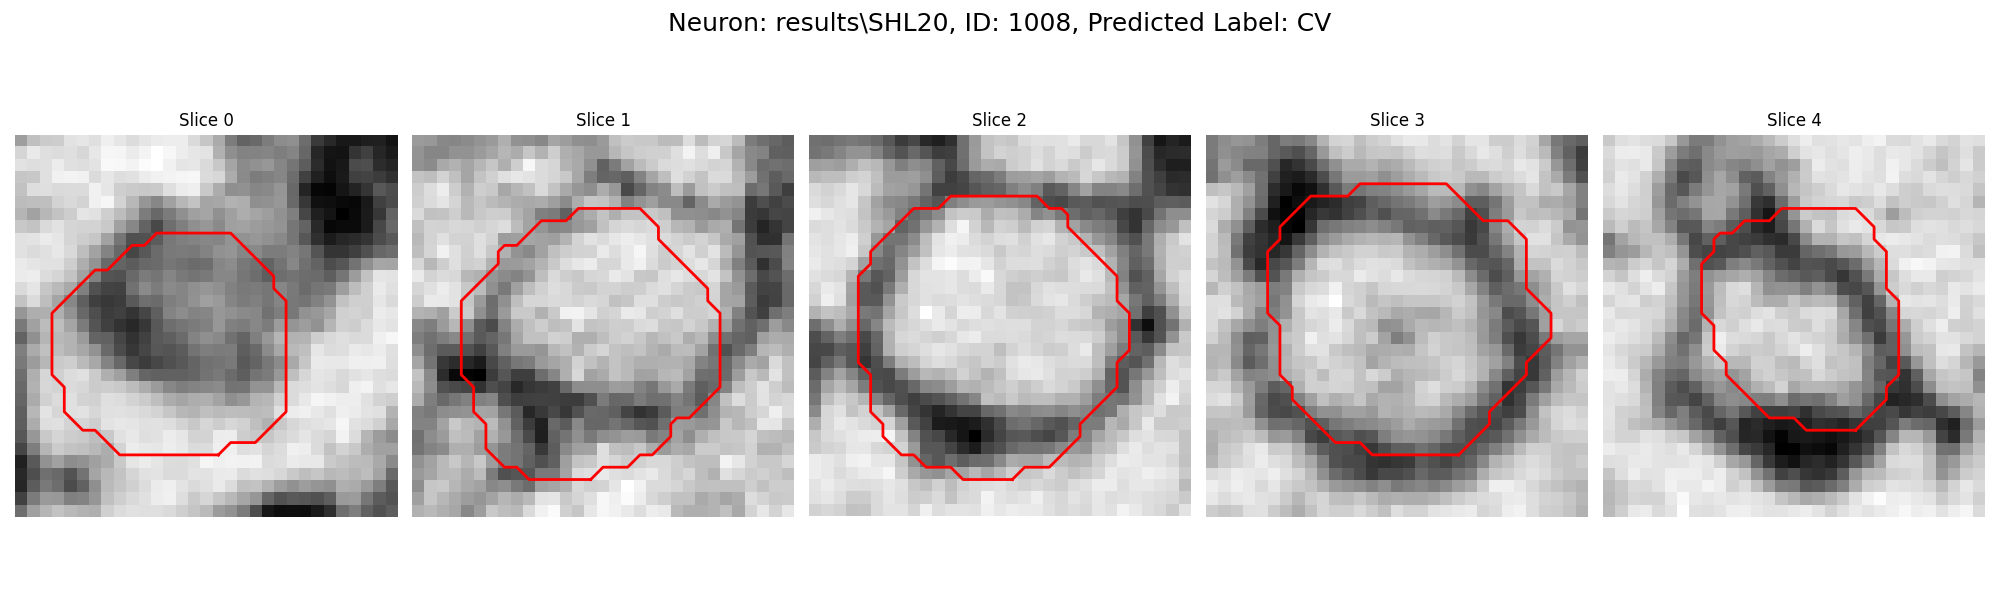 Neuron: results\SHL20, ID: 1008, Predicted Label: CV
Slice 0
Slice 1
Slice 2
Slice 3
Slice 4